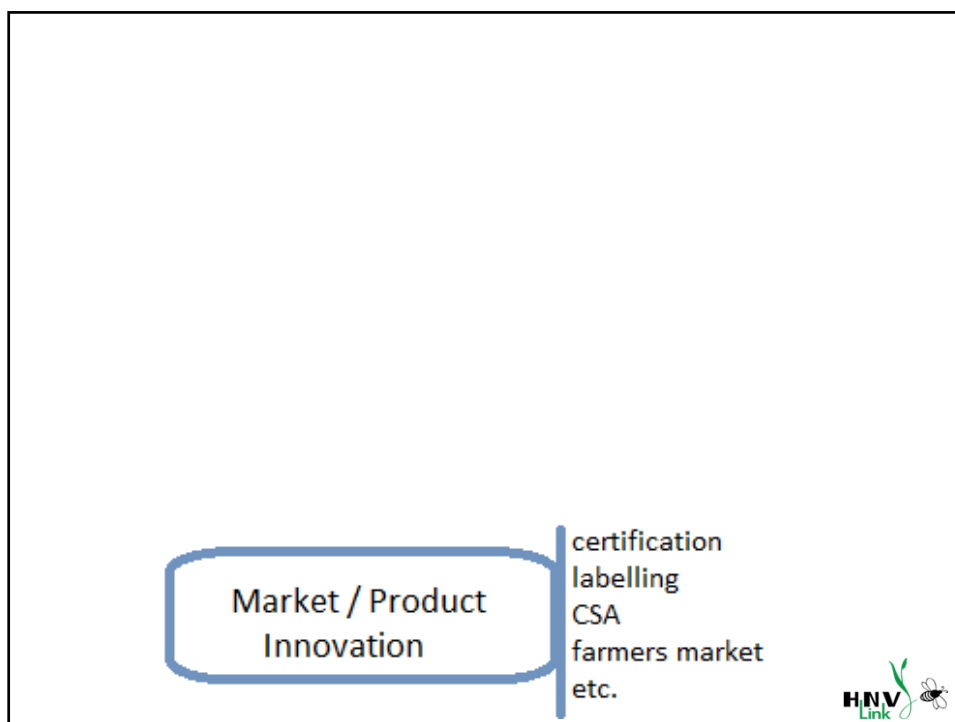 Market / Product
Innovation
certification
labelling
CSA
farmers market
etc.
HNV
Link